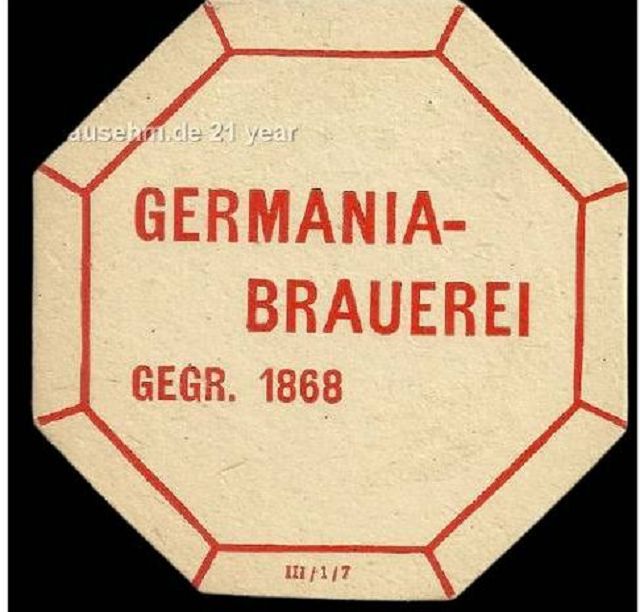 ausehm.de 21 year
GERMANIA-
BRAUEREI
GEGR. 1868
III/1/7